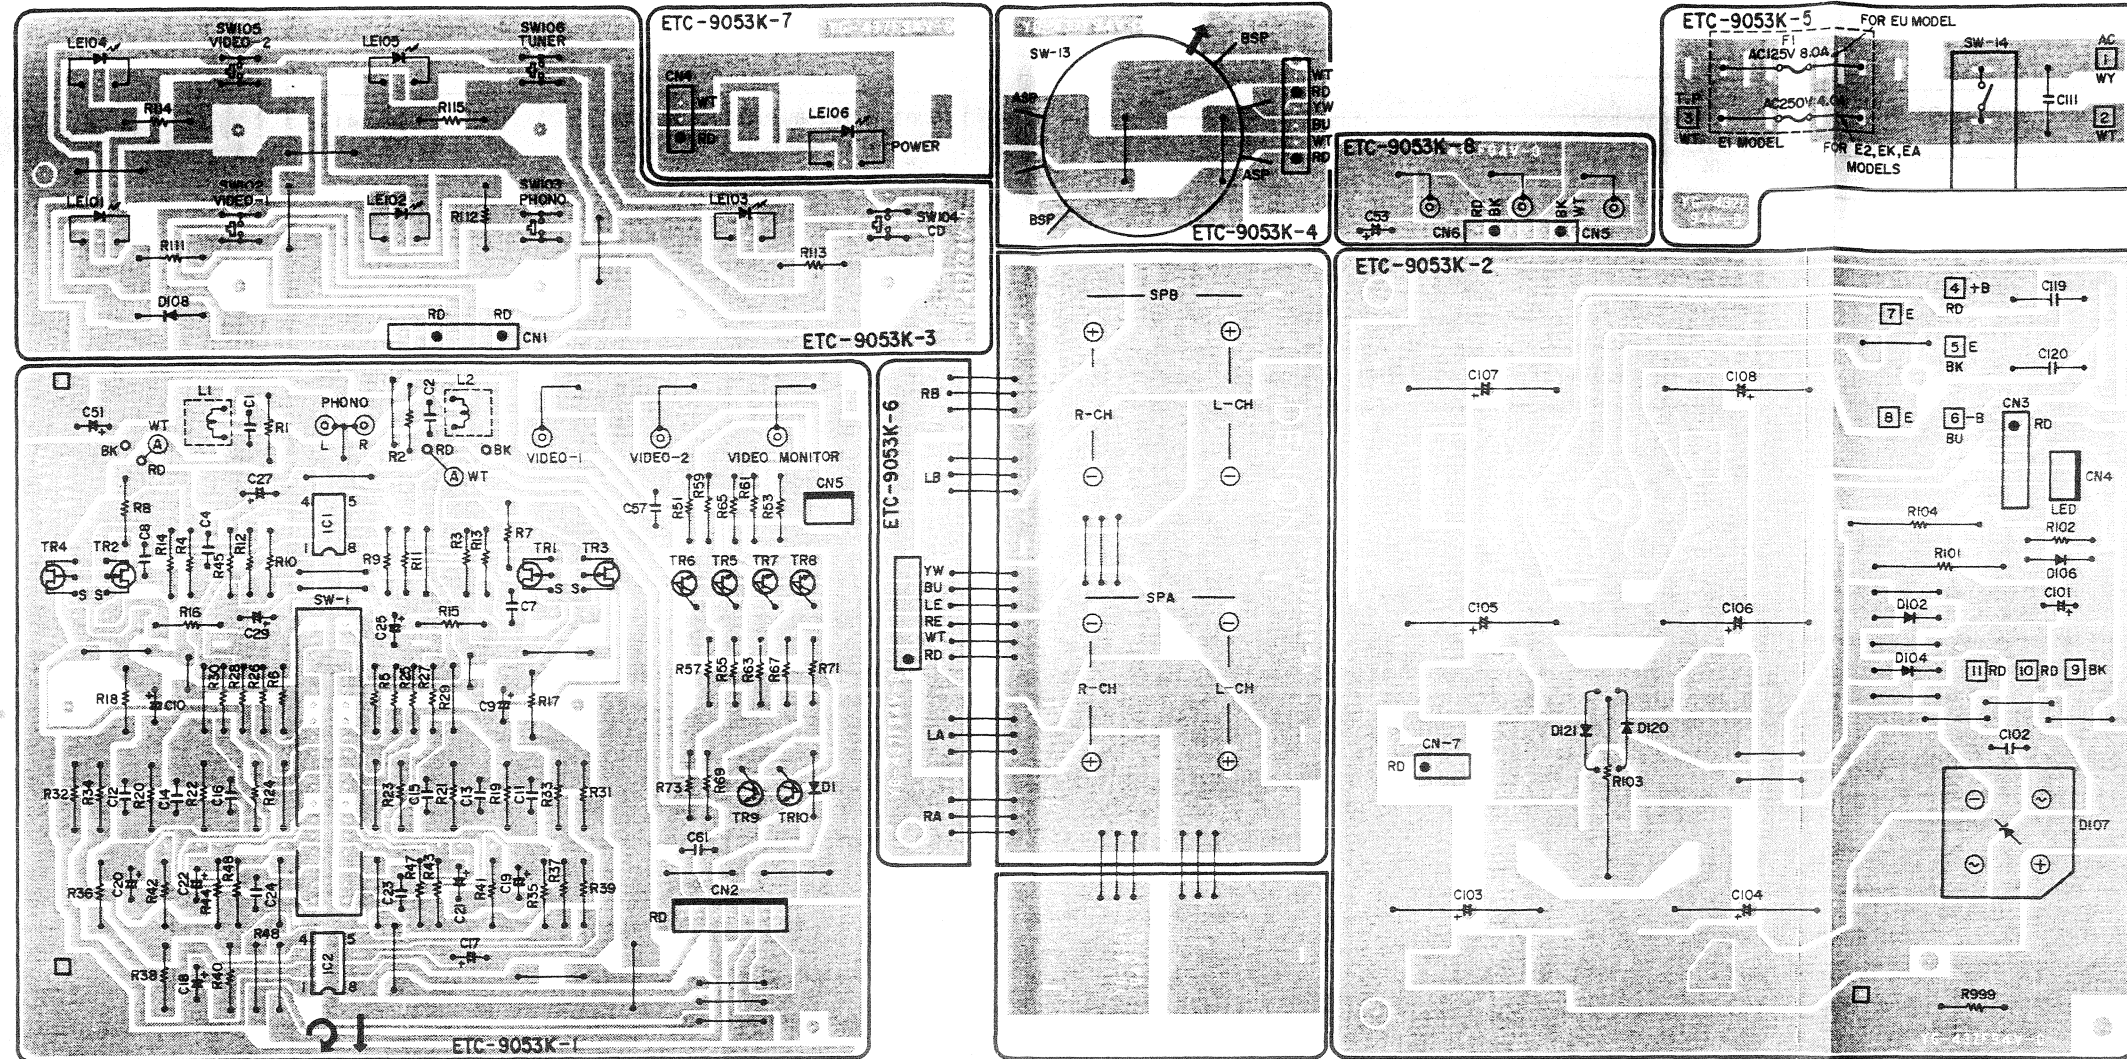 ETC-9053K-3
LE104
SW105
VIDEO-2
LE105
SW106
TUNER
R114
R115
LE101
SW102
VIDEO-1
LE102
R112
SW103
PHONO
LE103
SW104
CD
R111
R113
D108
RD RD
CN1
ETC-9053K-7
CN4
WT
RD
LE106
POWER
SW-13
BSP
ASP
WT
RD
YW
BU
WT
RD
ASP
BSP
ETC-9053K-4
ETC-9053K-8
C53
RD BK BK WT
CN6 CN5
ETC-9053K-5
FOR EU MODEL
F1
AC125V 8.0A
AC250V 4.0A
E1 MODEL
FOR E2,EK,EA
MODELS
SW-14
C111
AC
1
WY
2
WT
3
WT
C51
L1
C1
R1
PHONO
L R
R2
C2
L2
BK
WT
A
RD
RD
BK
A WT
VIDEO-1 VIDEO-2 VIDEO MONITOR
R8
C27
4 5
IC1
1 8
C57
R51
R59
R65
R61
R53
CN5
TR4 TR2
C8
R14
R4
C4
R45
R12
R10
R9
R11
R3
R13
R7
TR1 TR3
S S
S S
TR6 TR5 TR7 TR8
R16
C29
SW-1
C25
R15
C7
R18
C10
R30
R28
R26
R6
R5
R25
R27
R29
C9
R17
R57
R55
R63
R67
R71
R32
R34
C12
R20
C14
R22
C16
R24
R23
C15
R21
C13
R19
C11
R33
R31
R73
R69
TR9 TR10
D1
C61
R36
C20
R42
C22
R44
R48
C24
C23
R47
R43
C21
R41
C19
R35
R37
R39
CN2
RD
R38
C18
R40
R48
4 5
IC2
1 8
C17
ETC-9053K-1
ETC-9053K-6
RB
LB
YW
BU
LE
RE
WT
RD
LA
RA
SPB
+ +
R-CH L-CH
− −
SPA
− −
R-CH L-CH
+ +
ETC-9053K-2
C107
C108
C105
C106
C103
C104
D121
D120
R103
CN-7
RD
4 +B
RD
C119
7 E
5 E
BK
C120
8 E
6 -B
BU
CN3
RD
CN4
LED
R104
R102
R101
D106
C101
D102
D104
11 RD
10 RD
9 BK
C102
D107
R999